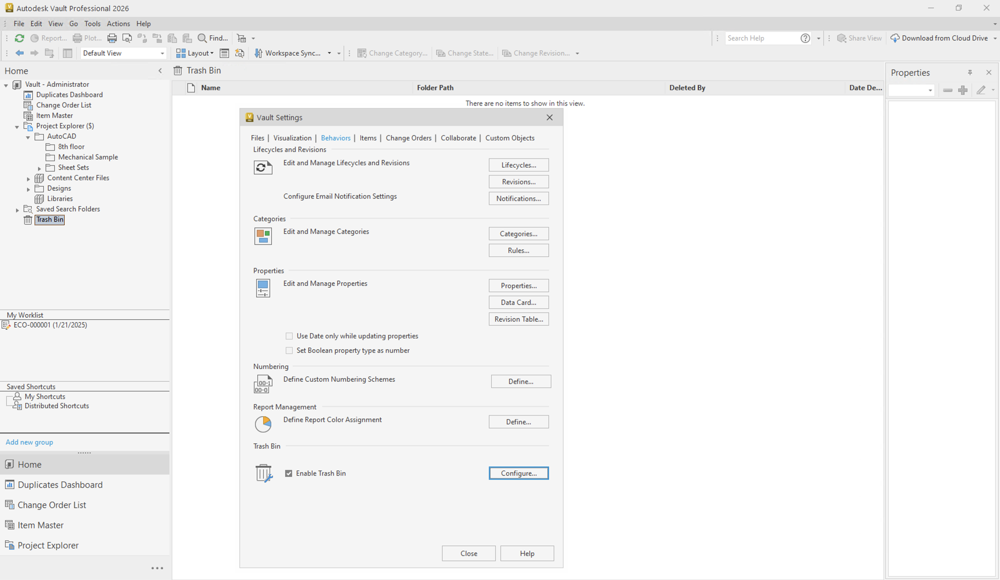 Autodesk Vault Professional 2026
File Edit View Go Tools Actions Help
Report... Plot... Find... Search Help Share View Download from Cloud Drive
Default View Layout Workspace Sync... Change Category... Change State... Change Revision...
Home
Vault - Administrator
Duplicates Dashboard
Change Order List
Item Master
Project Explorer ($)
AutoCAD
8th floor
Mechanical Sample
Sheet Sets
Content Center Files
Designs
Libraries
Saved Search Folders
Trash Bin
My Worklist
ECO-000001 (1/21/2025)
Saved Shortcuts
My Shortcuts
Distributed Shortcuts
Add new group
Home
Duplicates Dashboard
Change Order List
Item Master
Project Explorer
Trash Bin
Name Folder Path Deleted By Date De...
There are no items to show in this view.
Vault Settings
Files | Visualization | Behaviors | Items | Change Orders | Collaborate | Custom Objects
Lifecycles and Revisions
Edit and Manage Lifecycles and Revisions Lifecycles...
Revisions...
Configure Email Notification Settings Notifications...
Categories
Edit and Manage Categories Categories...
Rules...
Properties
Edit and Manage Properties Properties...
Data Card...
Revision Table...
Use Date only while updating properties
Set Boolean property type as number
Numbering
00-1
00-0
Define Custom Numbering Schemes Define...
Report Management
Define Report Color Assignment Define...
Trash Bin
Enable Trash Bin Configure...
Close Help
Properties